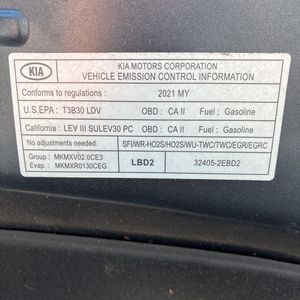 KIA
KIA MOTORS CORPORATION
VEHICLE EMISSION CONTROL INFORMATION
Conforms to regulations : 2021 MY
U.S.EPA : T3B30 LDV OBD : CA II Fuel : Gasoline
California : LEV III SULEV30 PC OBD : CA II Fuel : Gasoline
No adjustments needed. SFI/WR-HO2S/HO2S/WU-TWC/TWC/EGR/EGRC
Group : MKMXV02.0CE3
Evap. : MKMXR0130CEG
LBD2 32405-2EBD2